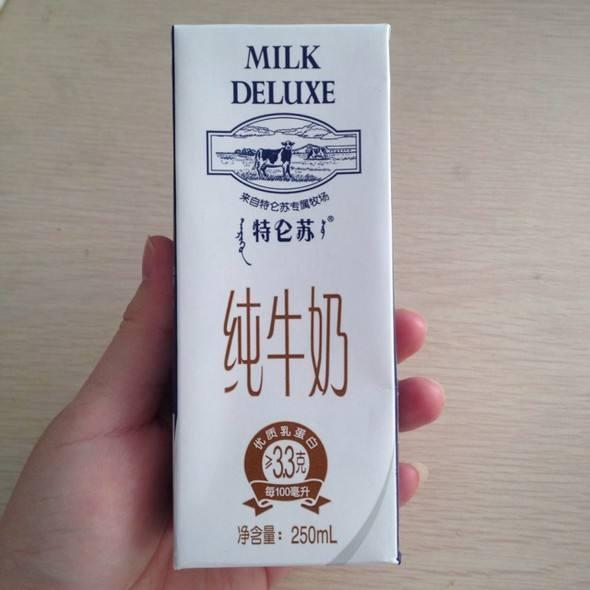 MILK
DELUXE
来自特仑苏专属牧场
特仑苏®
纯牛奶
优质乳蛋白
≥3.3克
每100毫升
净含量：250mL